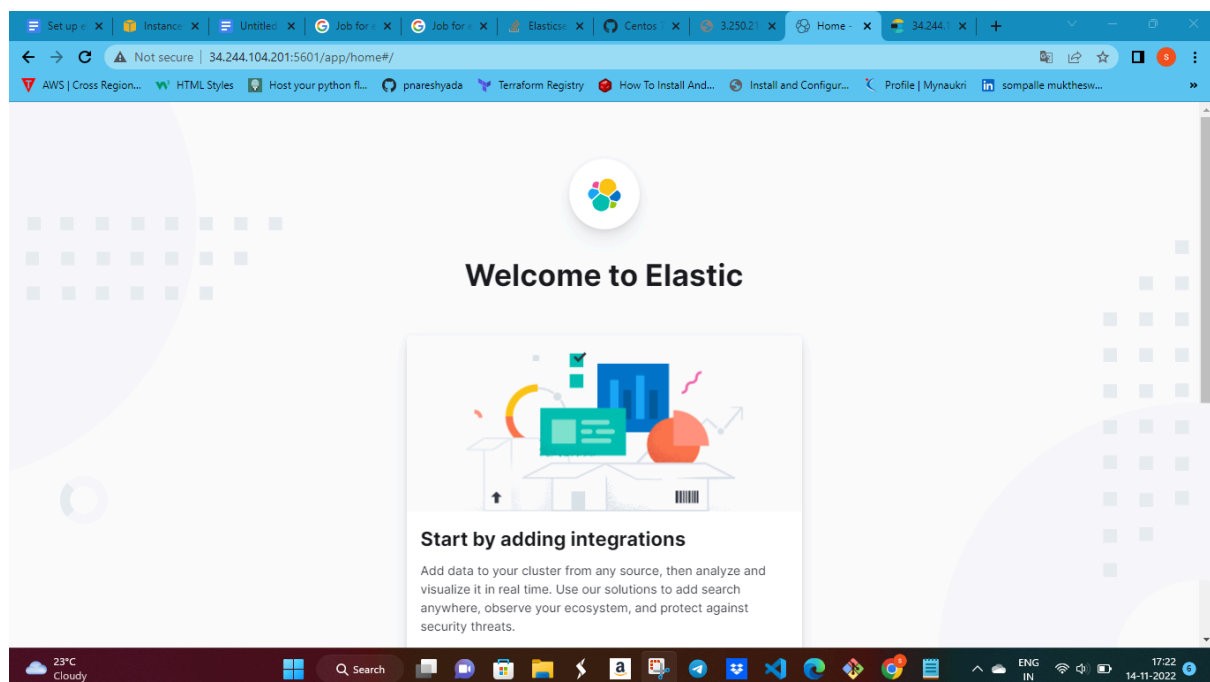 Set up e
Instance
Untitled
Job for e
Job for e
Elasticse
Centos 7
3.250.21
Home -
34.244.1
Not secure | 34.244.104.201:5601/app/home#/
AWS | Cross Region...
HTML Styles
Host your python fl...
pnareshyada
Terraform Registry
How To Install And...
Install and Configur...
Profile | Mynaukri
sompalle mukthesw...
»
Welcome to Elastic
Start by adding integrations
Add data to your cluster from any source, then analyze and
visualize it in real time. Use our solutions to add search
anywhere, observe your ecosystem, and protect against
security threats.
23°C
Cloudy
Search
ENG
IN
17:22
14-11-2022
6